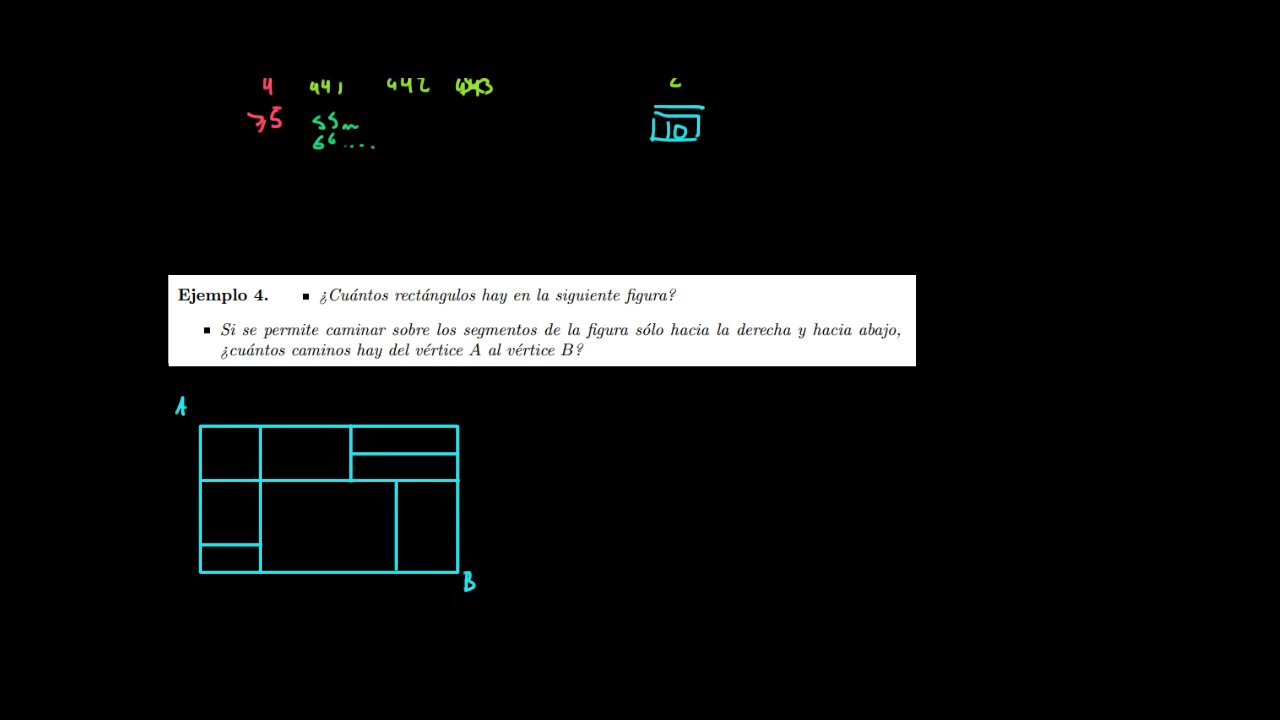 4 441 442 443
≥5 55~
66....
10
Ejemplo 4. ▪ ¿Cuántos rectángulos hay en la siguiente figura?
▪ Si se permite caminar sobre los segmentos de la figura sólo hacia la derecha y hacia abajo,
¿cuántos caminos hay del vértice A al vértice B?
A
B